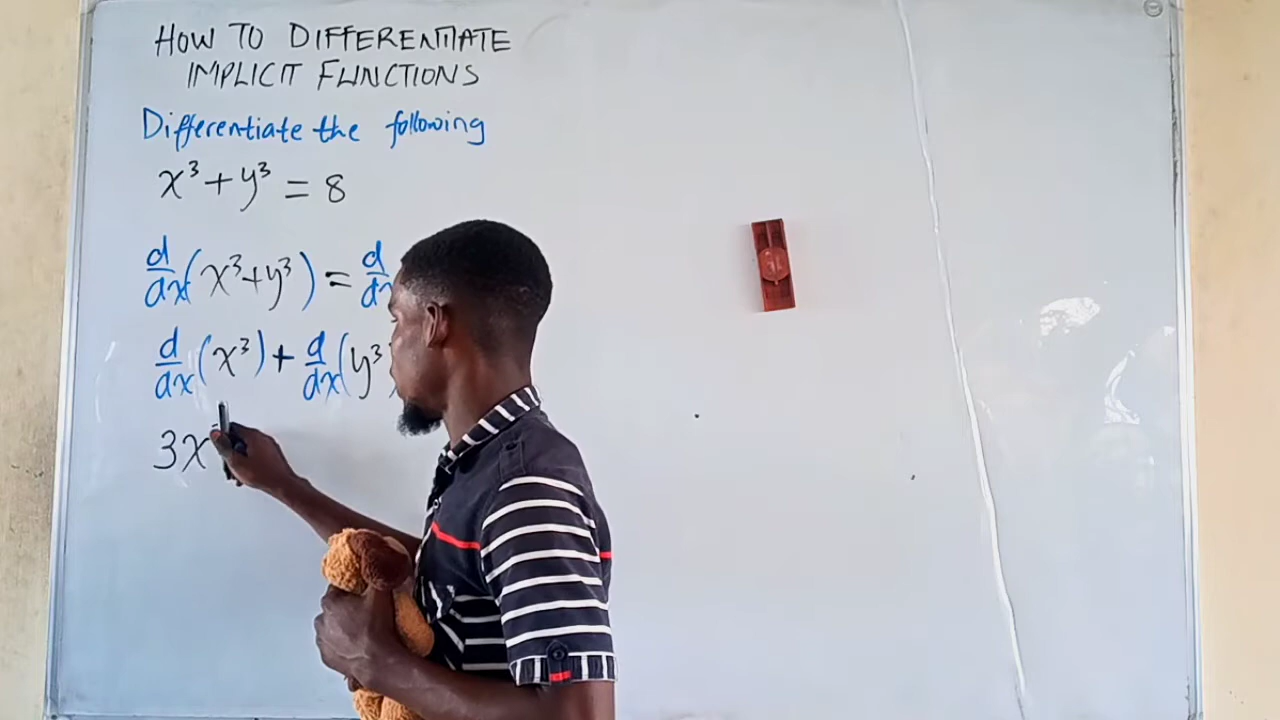 HOW TO DIFFERENTIATE
IMPLICIT FUNCTIONS
Differentiate the following
x³ + y³ = 8
d/dx (x³ + y³) = d/dx
d/dx (x³) + d/dx (y³)
3x